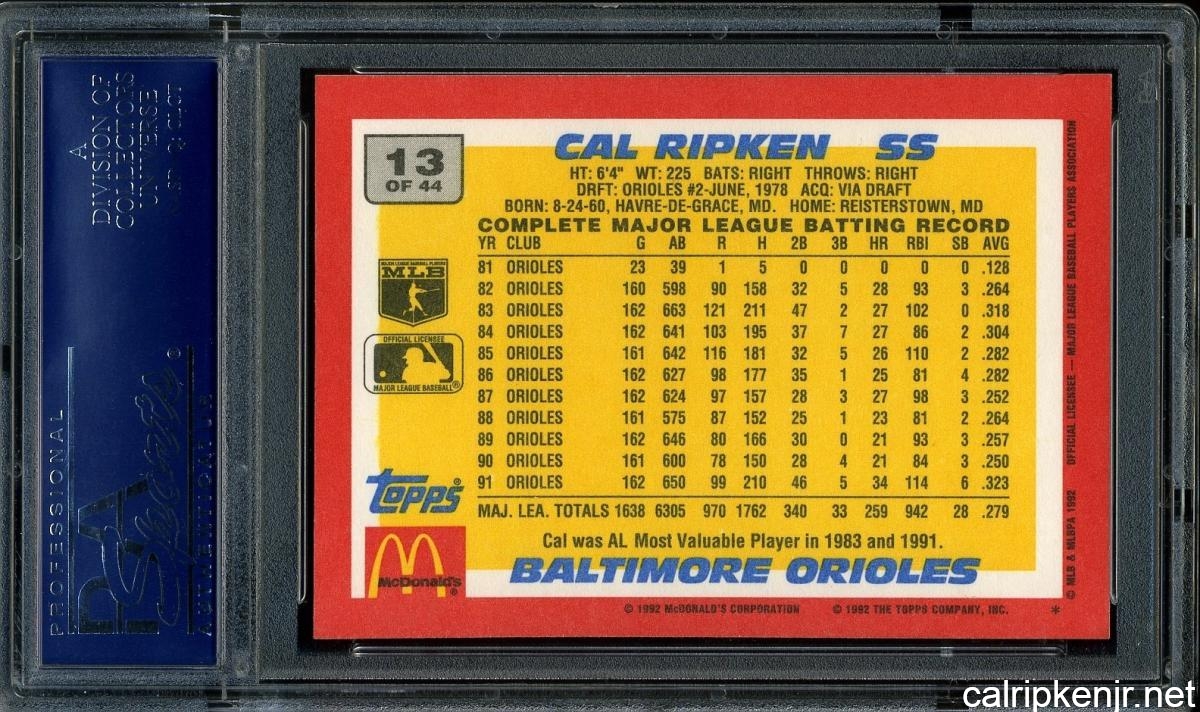 A
DIVISION OF
COLLECTORS
UNIVERSE
PROFESSIONAL
PSA
Sports
AUTHENTICATOR
13
OF 44
CAL RIPKEN SS
HT: 6'4" WT: 225 BATS: RIGHT THROWS: RIGHT
DRFT: ORIOLES #2-JUNE, 1978 ACQ: VIA DRAFT
BORN: 8-24-60, HAVRE-DE-GRACE, MD. HOME: REISTERSTOWN, MD
COMPLETE MAJOR LEAGUE BATTING RECORD
YR CLUB G AB R H 2B 3B HR RBI SB AVG
81 ORIOLES 23 39 1 5 0 0 0 0 0 .128
82 ORIOLES 160 598 90 158 32 5 28 93 3 .264
83 ORIOLES 162 663 121 211 47 2 27 102 0 .318
84 ORIOLES 162 641 103 195 37 7 27 86 2 .304
85 ORIOLES 161 642 116 181 32 5 26 110 2 .282
86 ORIOLES 162 627 98 177 35 1 25 81 4 .282
87 ORIOLES 162 624 97 157 28 3 27 98 3 .252
88 ORIOLES 161 575 87 152 25 1 23 81 2 .264
89 ORIOLES 162 646 80 166 30 0 21 93 3 .257
90 ORIOLES 161 600 78 150 28 4 21 84 3 .250
91 ORIOLES 162 650 99 210 46 5 34 114 6 .323
MAJ. LEA. TOTALS 1638 6305 970 1762 340 33 259 942 28 .279
Cal was AL Most Valuable Player in 1983 and 1991.
BALTIMORE ORIOLES
MAJOR LEAGUE BASEBALL PLAYERS
MLB
OFFICIAL LICENSEE
MAJOR LEAGUE BASEBALL®
TOPPS®
McDonald's®
© 1992 McDONALD'S CORPORATION © 1992 THE TOPPS COMPANY, INC. *
© MLB & MLBPA 1992 OFFICIAL LICENSEE — MAJOR LEAGUE BASEBALL PLAYERS ASSOCIATION
calripkenjr.net